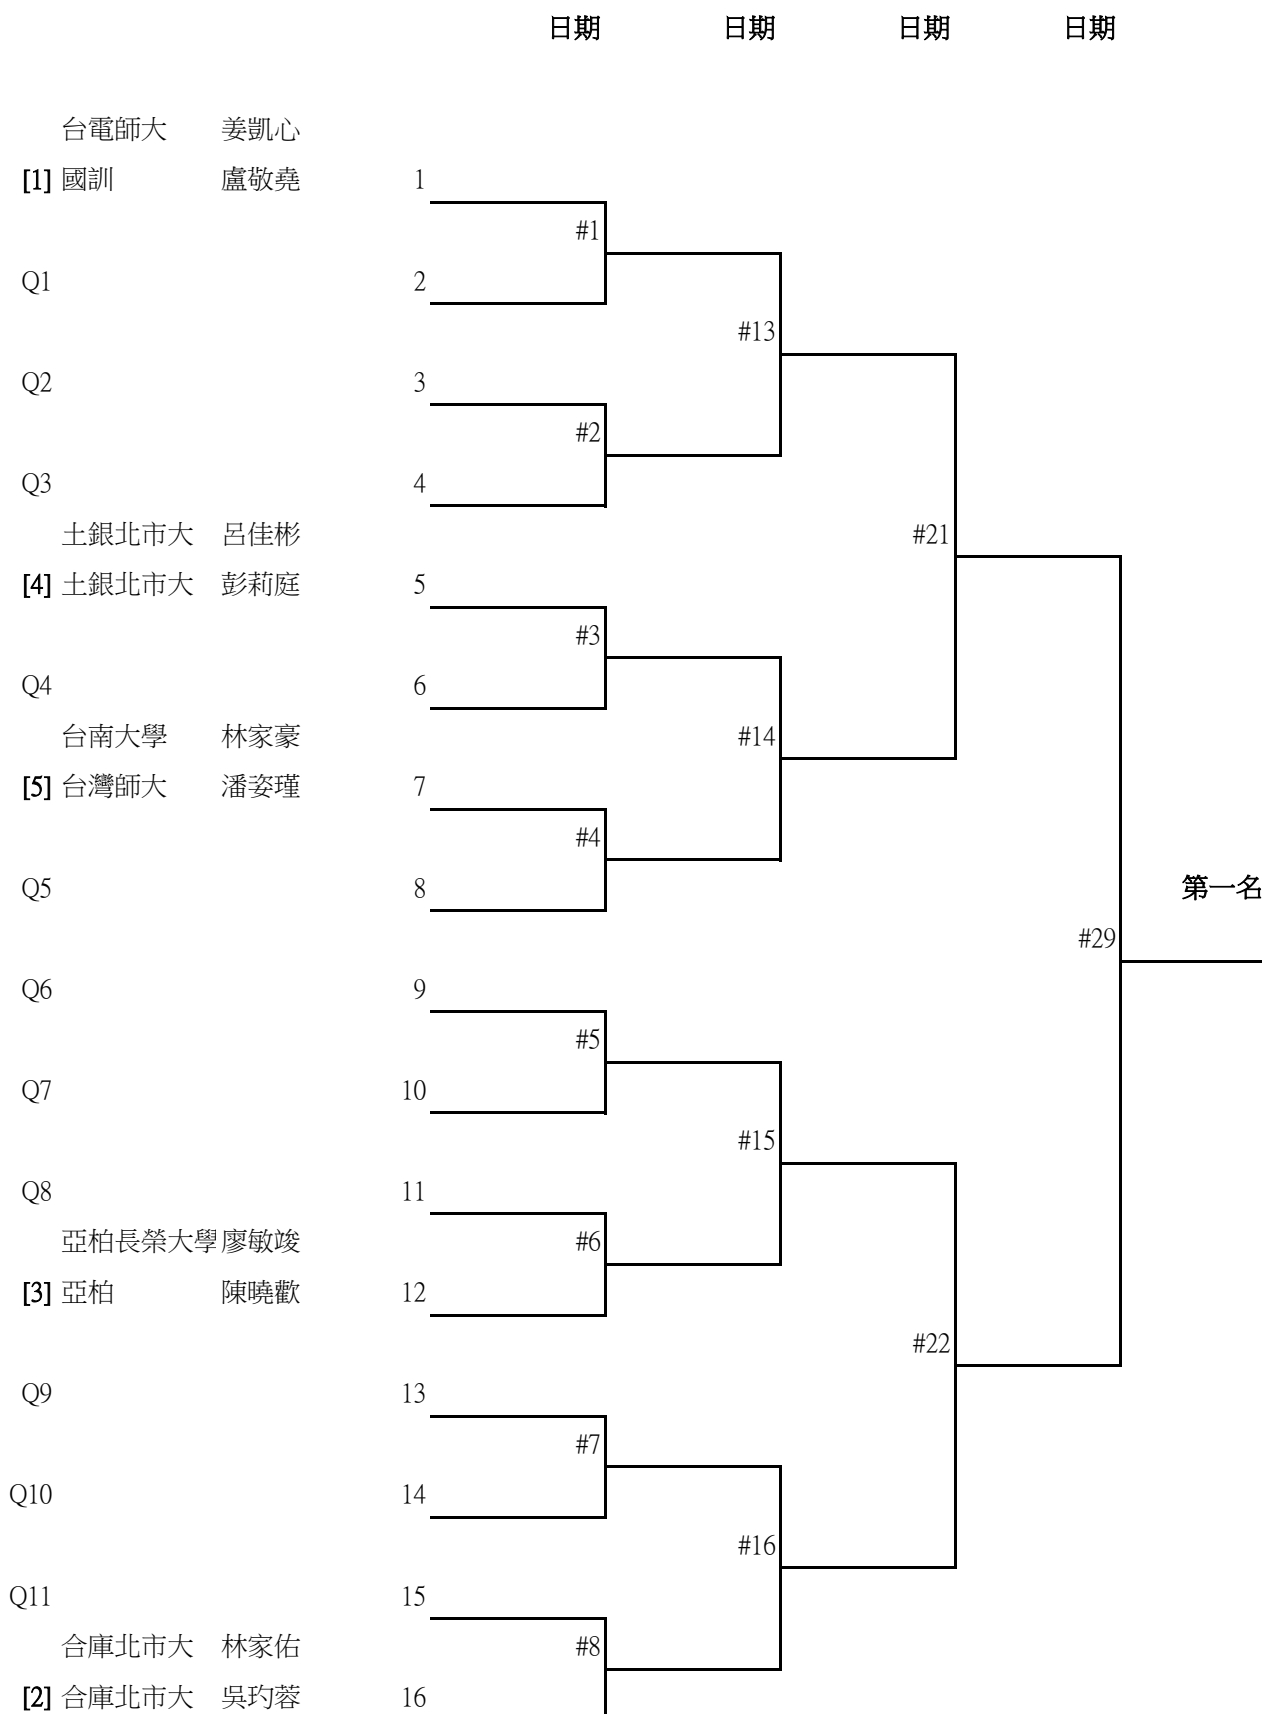 日期 日期 日期 日期
台電師大 姜凱心
[1] 國訓 盧敬堯 1
#1
Q1 2
#13
Q2 3
#2
Q3 4
土銀北市大 呂佳彬 #21
[4] 土銀北市大 彭莉庭 5
#3
Q4 6
台南大學 林家豪 #14
[5] 台灣師大 潘姿瑾 7
#4
Q5 8 第一名
#29
Q6 9
#5
Q7 10
#15
Q8 11
亞柏長榮大學 廖敏竣 #6
[3] 亞柏 陳曉歡 12
#22
Q9 13
#7
Q10 14
#16
Q11 15
合庫北市大 林家佑 #8
[2] 合庫北市大 吳玓蓉 16